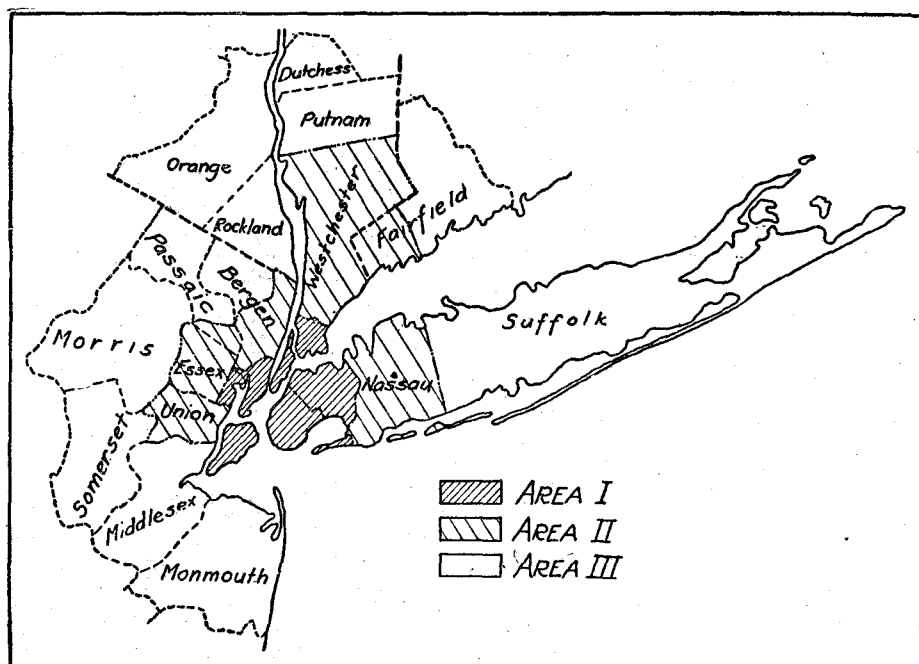 Dutchess
Putnam
Orange
Rockland
Westchester
Fairfield
Passaic
Bergen
Morris
Essex
Union
Nassau
Suffolk
Somerset
Middlesex
Monmouth
AREA I
AREA II
AREA III